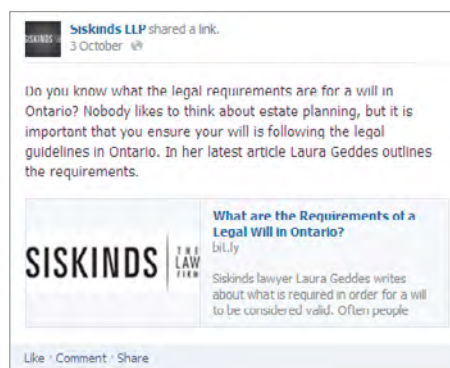 SISKINDS
Siskinds LLP shared a link.
3 October
Do you know what the legal requirements are for a will in
Ontario? Nobody likes to think about estate planning, but it is
important that you ensure your will is following the legal
guidelines in Ontario. In her latest article Laura Geddes outlines
the requirements.
What are the Requirements of a
Legal Will in Ontario?
bit.ly
SISKINDS THE LAW FIRM
Siskinds lawyer Laura Geddes writes
about what is required in order for a will
to be considered valid. Often people
Like · Comment · Share